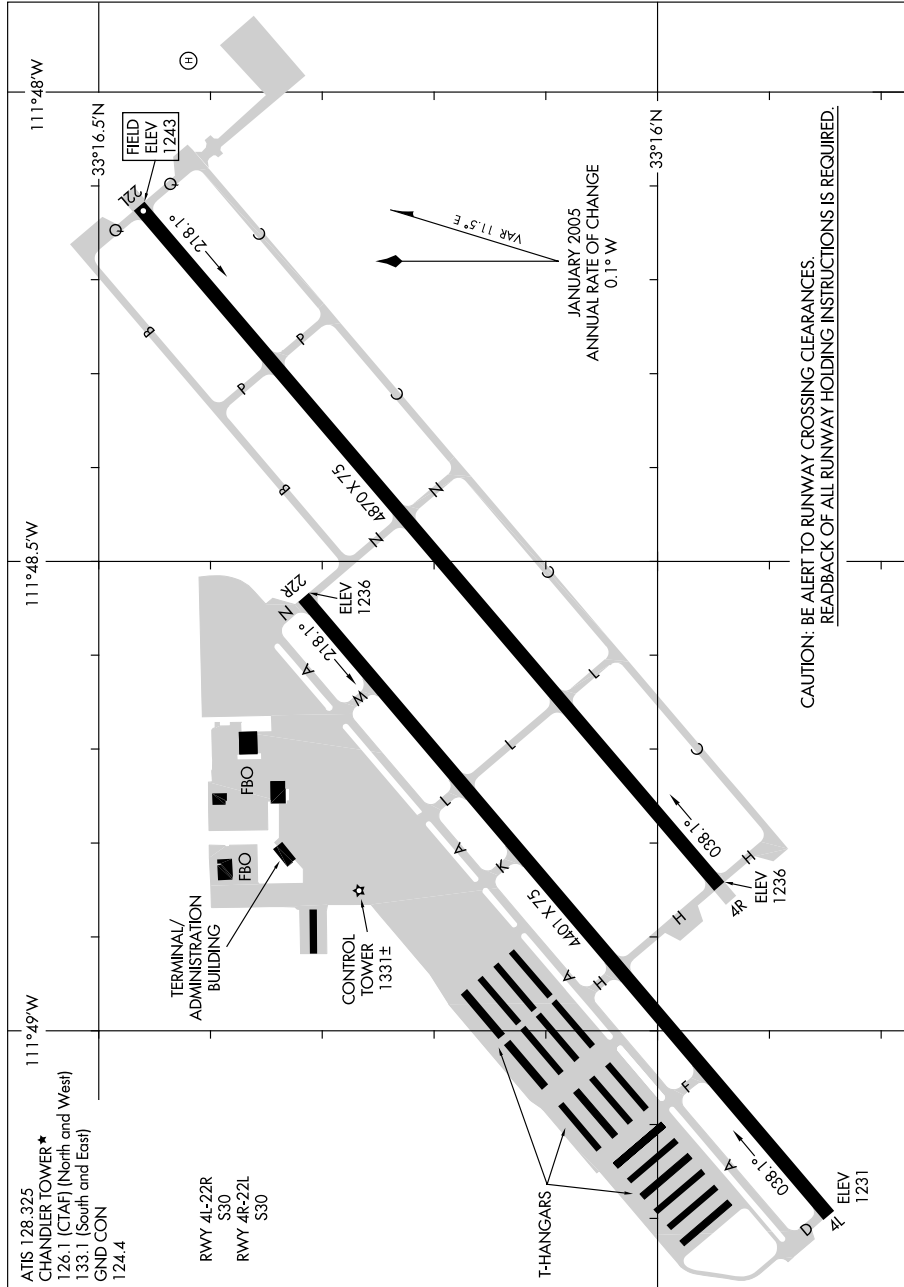 ATIS 128.325
CHANDLER TOWER★
126.1 (CTAF) (North and West)
133.1 (South and East)
GND CON
124.4
RWY 4L-22R
S30
RWY 4R-22L
S30
111°49'W
111°48.5'W
111°48'W
33°16.5'N
33°16'N
FIELD
ELEV
1243
22L
218.1°
Q
Q
H
B
P
P
C
B
C
4870 X 75
N
N
N
22R
ELEV
1236
218.1°
A
W
FBO
FBO
TERMINAL/
ADMINISTRATION
BUILDING
CONTROL
TOWER
1331±
L
L
L
C
C
A
K
4401 X 75
A
H
H
H
038.1°
4R
ELEV
1236
T-HANGARS
F
A
038.1°
D
4L
ELEV
1231
VAR 11.5° E
JANUARY 2005
ANNUAL RATE OF CHANGE
0.1° W
CAUTION: BE ALERT TO RUNWAY CROSSING CLEARANCES.
READBACK OF ALL RUNWAY HOLDING INSTRUCTIONS IS REQUIRED.